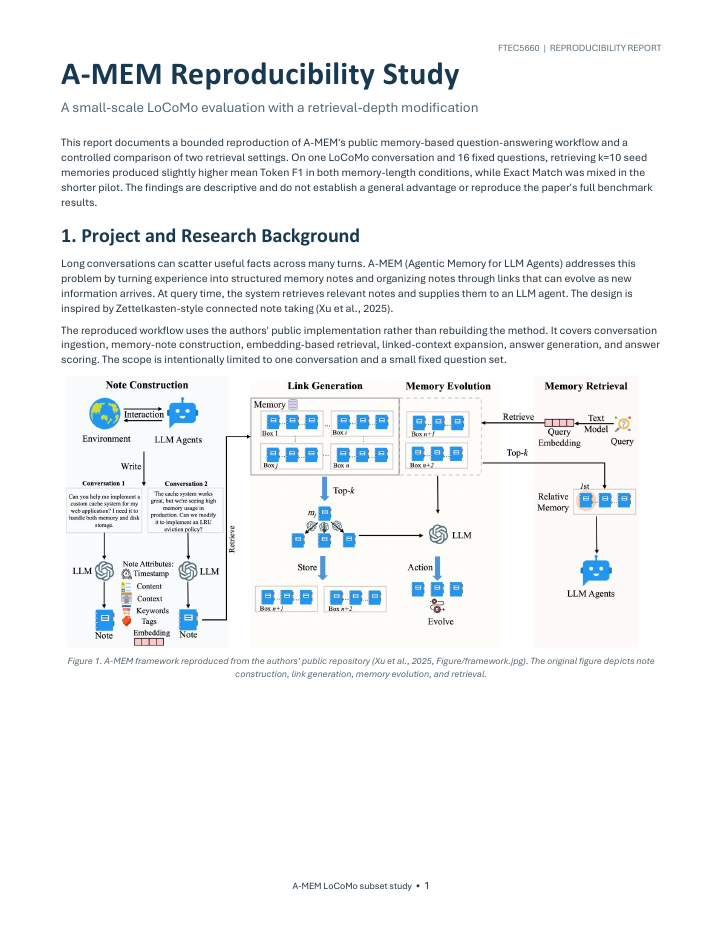 FTEC5660 | REPRODUCIBILITY REPORT
A-MEM Reproducibility Study
A small-scale LoCoMo evaluation with a retrieval-depth modification
This report documents a bounded reproduction of A-MEM's public memory-based question-answering workflow and a
controlled comparison of two retrieval settings. On one LoCoMo conversation and 16 fixed questions, retrieving k=10 seed
memories produced slightly higher mean Token F1 in both memory-length conditions, while Exact Match was mixed in the
shorter pilot. The findings are descriptive and do not establish a general advantage or reproduce the paper's full benchmark
results.
1. Project and Research Background
Long conversations can scatter useful facts across many turns. A-MEM (Agentic Memory for LLM Agents) addresses this
problem by turning experience into structured memory notes and organizing notes through links that can evolve as new
information arrives. At query time, the system retrieves relevant notes and supplies them to an LLM agent. The design is
inspired by Zettelkasten-style connected note taking (Xu et al., 2025).
The reproduced workflow uses the authors' public implementation rather than rebuilding the method. It covers conversation
ingestion, memory-note construction, embedding-based retrieval, linked-context expansion, answer generation, and answer
scoring. The scope is intentionally limited to one conversation and a small fixed question set.
Note Construction
Interaction
Environment
LLM Agents
Write
Conversation 1
Can you help me implement a
custom cache system for my
web application? I need it to
handle both memory and disk
storage.
Conversation 2
The cache system works
great, but we're seeing high
memory usage in
production. Can we modify
it to implement an LRU
eviction policy?
LLM
Note Attributes:
Timestamp
Content
Context
Keywords
Tags
Embedding
LLM
Note
Note
Retrieve
Link Generation
Memory
Box 1
Box i
Box j
Box n
Top-k
mj
Store
Box n+1
Box n+2
Memory Evolution
Box n+1
Box n+2
LLM
Action
Evolve
Memory Retrieval
Retrieve
Query
Embedding
Text
Model
Query
Top-k
1st
Relative
Memory
LLM Agents
Figure 1. A-MEM framework reproduced from the authors' public repository (Xu et al., 2025, Figure/framework.jpg). The original figure depicts note
construction, link generation, memory evolution, and retrieval.
A-MEM LoCoMo subset study • 1